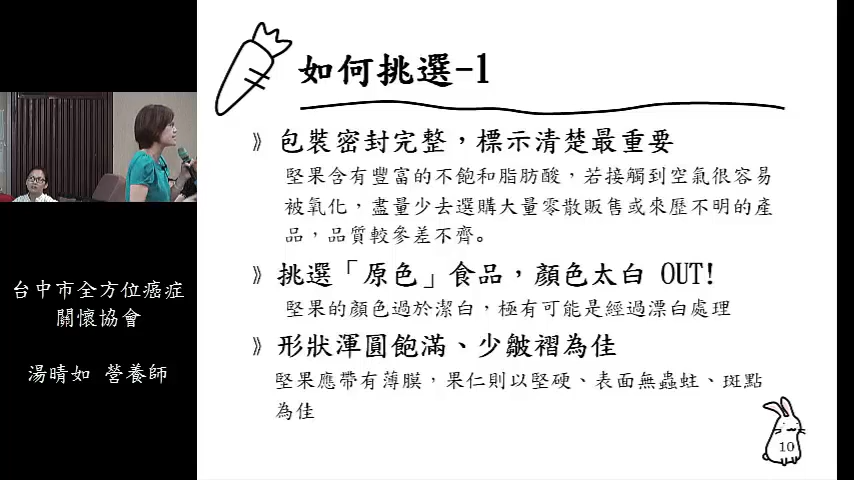 如何挑選-1
》包裝密封完整，標示清楚最重要
堅果含有豐富的不飽和脂肪酸，若接觸到空氣很容易
被氧化，盡量少去選購大量零散販售或來歷不明的產
品，品質較參差不齊。
》挑選「原色」食品，顏色太白 OUT!
堅果的顏色過於潔白，極有可能是經過漂白處理
》形狀渾圓飽滿、少皺褶為佳
堅果應帶有薄膜，果仁則以堅硬、表面無蟲蛀、斑點
為佳
10
台中市全方位癌症
關懷協會
湯晴如 營養師